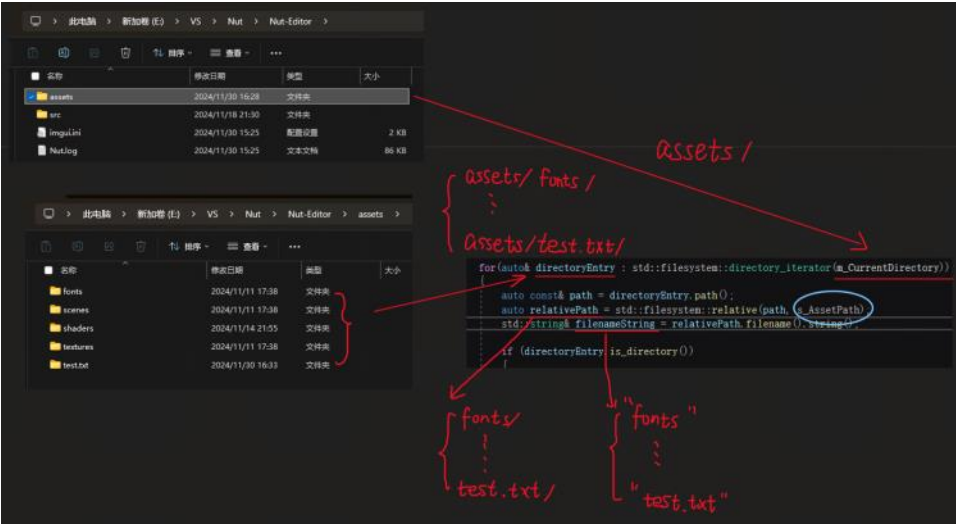 此电脑 > 新加卷 (E:) > VS > Nut > Nut-Editor >
排序 查看 ...
名称 修改日期 类型 大小
assets 2024/11/30 16:28 文件夹
src 2024/11/18 21:30 文件夹
imgui.ini 2024/11/30 15:25 配置设置 2 KB
Nut.log 2024/11/30 15:25 文本文档 86 KB
assets /
assets/ fonts /
⋮
assets/test.txt/
此电脑 > 新加卷 (E:) > VS > Nut > Nut-Editor > assets >
排序 查看 ...
名称 修改日期 类型 大小
fonts 2024/11/11 17:38 文件夹
scenes 2024/11/11 17:38 文件夹
shaders 2024/11/14 21:55 文件夹
textures 2024/11/11 17:38 文件夹
test.txt 2024/11/30 16:33 文件夹
for(auto& directoryEntry : std::filesystem::directory_iterator(m_CurrentDirectory))
{
auto const& path = directoryEntry.path();
auto relativePath = std::filesystem::relative(path, s_AssetPath)
std::string& filenameString = relativePath.filename().string();
if (directoryEntry.is_directory())
{
fonts/
⋮
test.txt/
"fonts"
⋮
"test.txt"